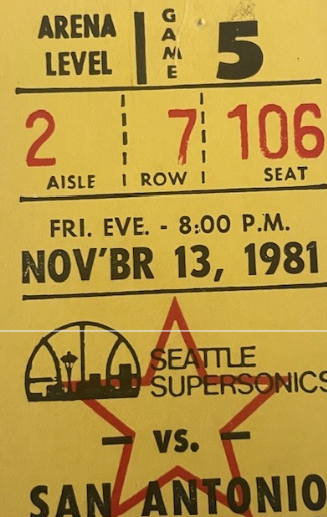 ARENA LEVEL GAME 5
2 7 106
AISLE ROW SEAT
FRI. EVE. - 8:00 P.M.
NOV'BR 13, 1981
SEATTLE
SUPERSONICS
VS.
SAN ANTONIO